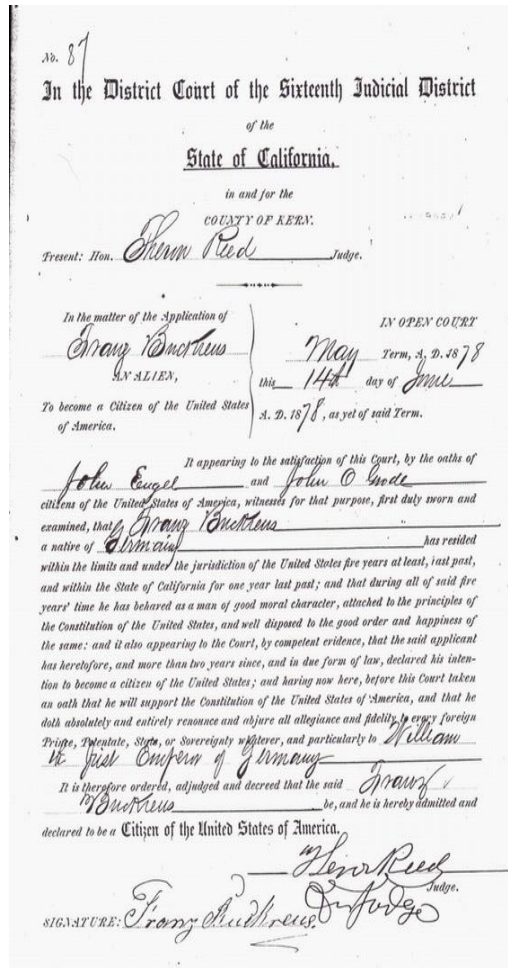 No. 87
In the District Court of the Sixteenth Judicial District
of the
State of California,
in and for the
COUNTY OF KERN.
Present: Hon. Theron Reed Judge.
In the matter of the Application of
Franz Buckreus
AN ALIEN,
To become a Citizen of the United States
of America.
IN OPEN COURT
May Term, A. D. 1878
this 14th day of June
A. D. 1878, as yet of said Term.
It appearing to the satisfaction of this Court, by the oaths of
John Engel and John O Grode
citizens of the United States of America, witnesses for that purpose, first duly sworn and
examined, that Franz Buckreus
a native of Germany has resided
within the limits and under the jurisdiction of the United States five years at least, last past,
and within the State of California for one year last past; and that during all of said five
years' time he has behaved as a man of good moral character, attached to the principles of
the Constitution of the United States, and well disposed to the good order and happiness of
the same: and it also appearing to the Court, by competent evidence, that the said applicant
has heretofore, and more than two years since, and in due form of law, declared his inten-
tion to become a citizen of the United States; and having now here, before this Court taken
an oath that he will support the Constitution of the United States of America, and that he
doth absolutely and entirely renounce and abjure all allegiance and fidelity to every foreign
Prince, Potentate, State, or Sovereignty whatever, and particularly to William
the first Emperor of Germany
It is therefore ordered, adjudged and decreed that the said Franz
Buckreus be, and he is hereby admitted and
declared to be a Citizen of the United States of America.
Theron Reed
Judge.
Dis Judge
SIGNATURE: Franz Buckreus.